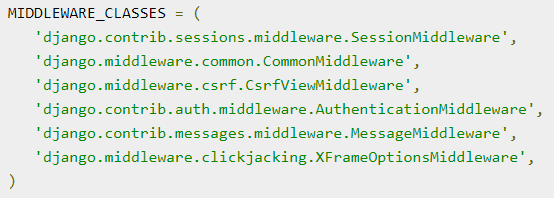 MIDDLEWARE_CLASSES = (
'django.contrib.sessions.middleware.SessionMiddleware',
'django.middleware.common.CommonMiddleware',
'django.middleware.csrf.CsrfViewMiddleware',
'django.contrib.auth.middleware.AuthenticationMiddleware',
'django.contrib.messages.middleware.MessageMiddleware',
'django.middleware.clickjacking.XFrameOptionsMiddleware',
)